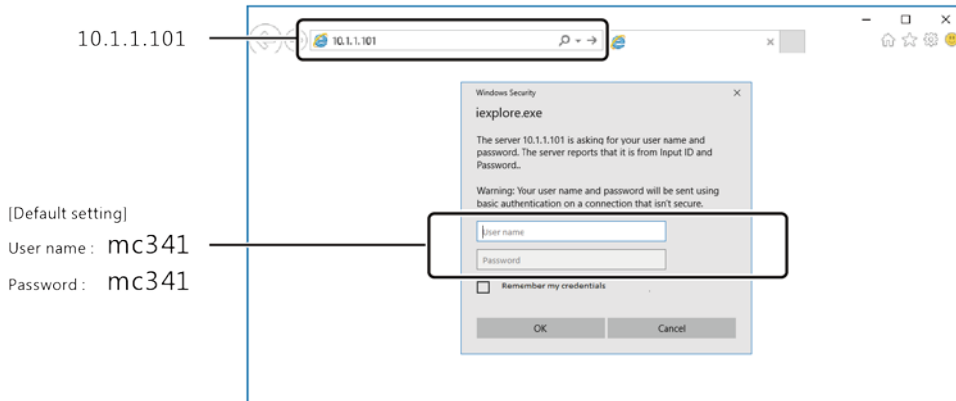 10.1.1.101
10.1.1.101
Windows Security
iexplore.exe
The server 10.1.1.101 is asking for your user name and
password. The server reports that it is from Input ID and
Password..
Warning: Your user name and password will be sent using
basic authentication on a connection that isn't secure.
[Default setting]
User name : mc341
Password : mc341
User name
Password
Remember my credentials
OK Cancel